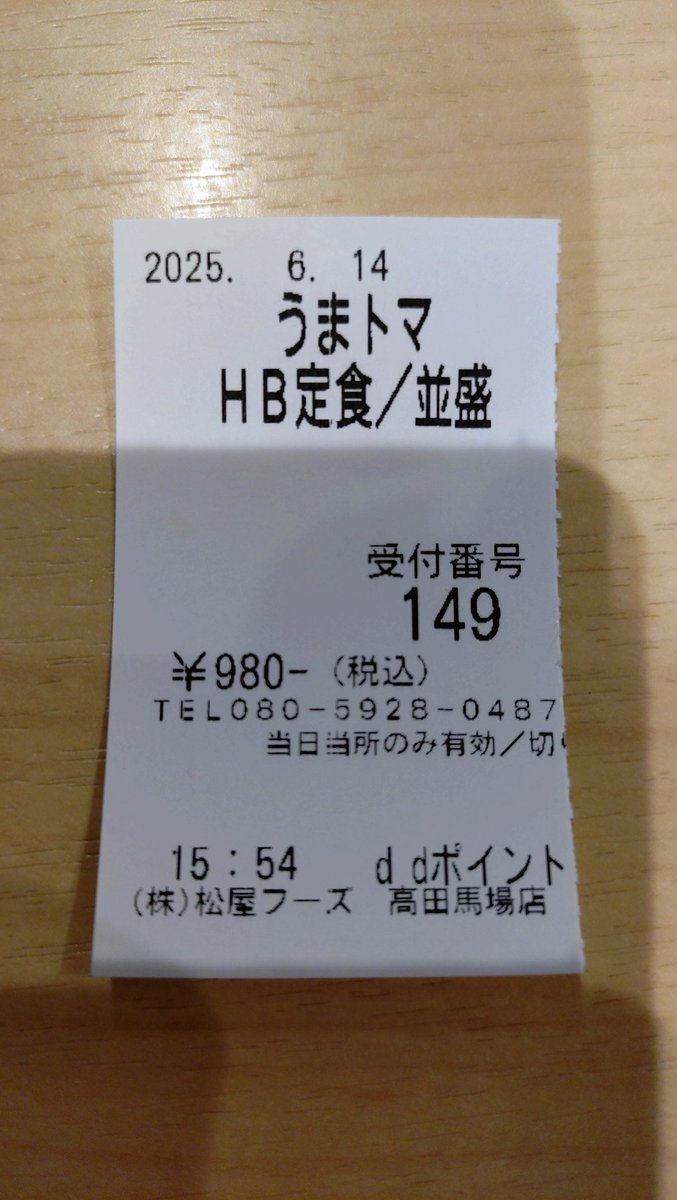 2025. 6. 14
うまトマ
HB定食/並盛
受付番号
149
¥980-(税込)
TEL080-5928-0487
当日当所のみ有効/切
15:54 ddポイント
(株)松屋フーズ 高田馬場店